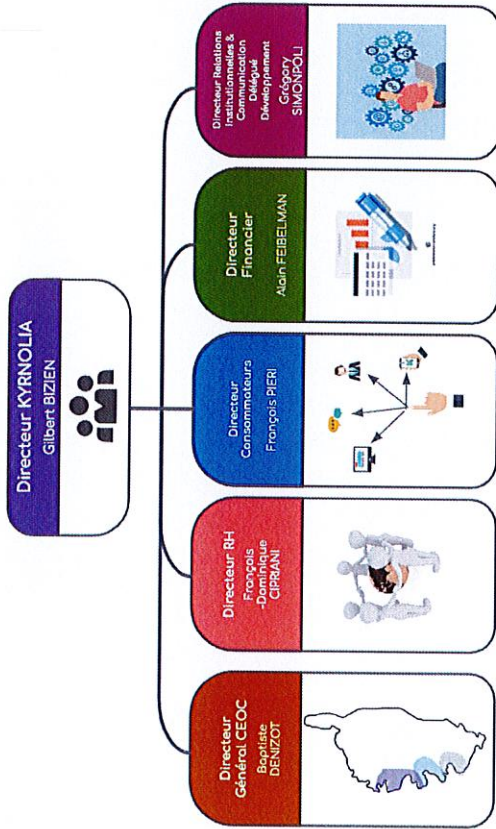 Directeur KYRNOLIA
Gilbert BIZIEN
Directeur
Général CEOC
Baptiste
DENIZOT
Directeur RH
François
-Dominique
CIPRIANI
Directeur
Consommateurs
François PIERI
Directeur
Financier
Alain FEIBELMAN
Directeur Relations
Institutionnelles &
Communication
Délégué
Développement
Grégory
SIMONPOLI